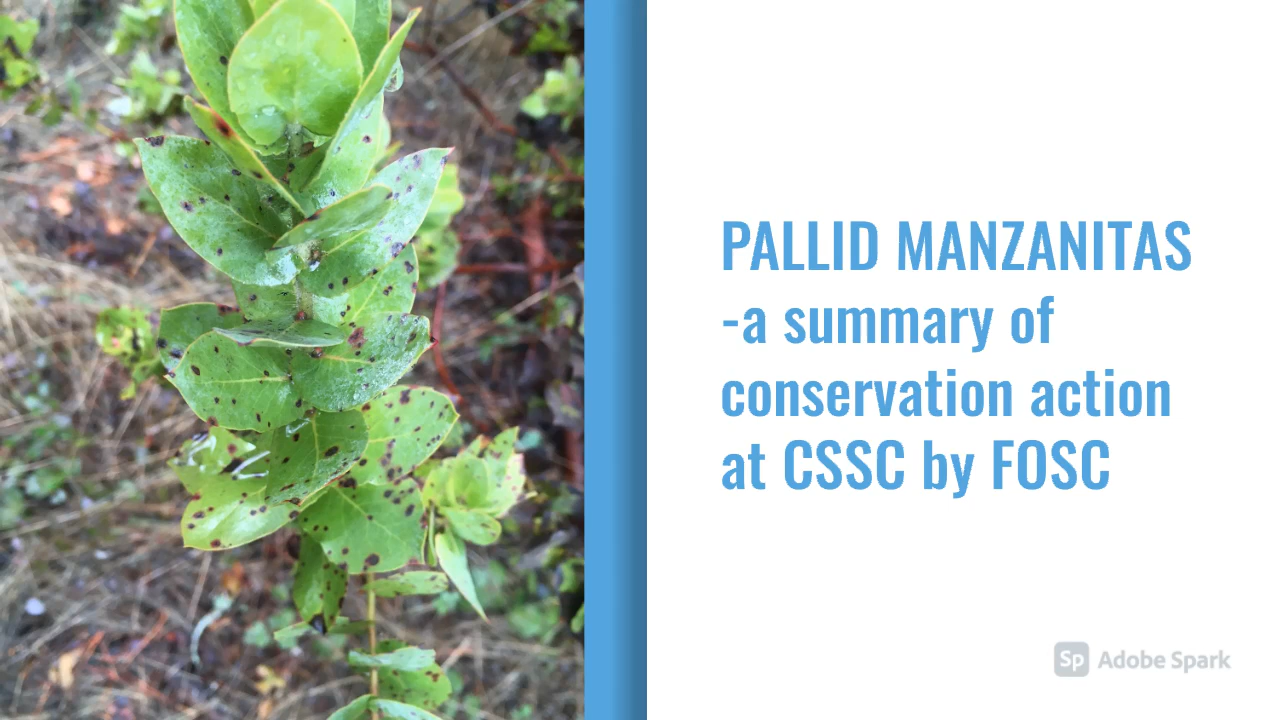 PALLID MANZANITAS
-a summary of
conservation action
at CSSC by FOSC
Sp Adobe Spark